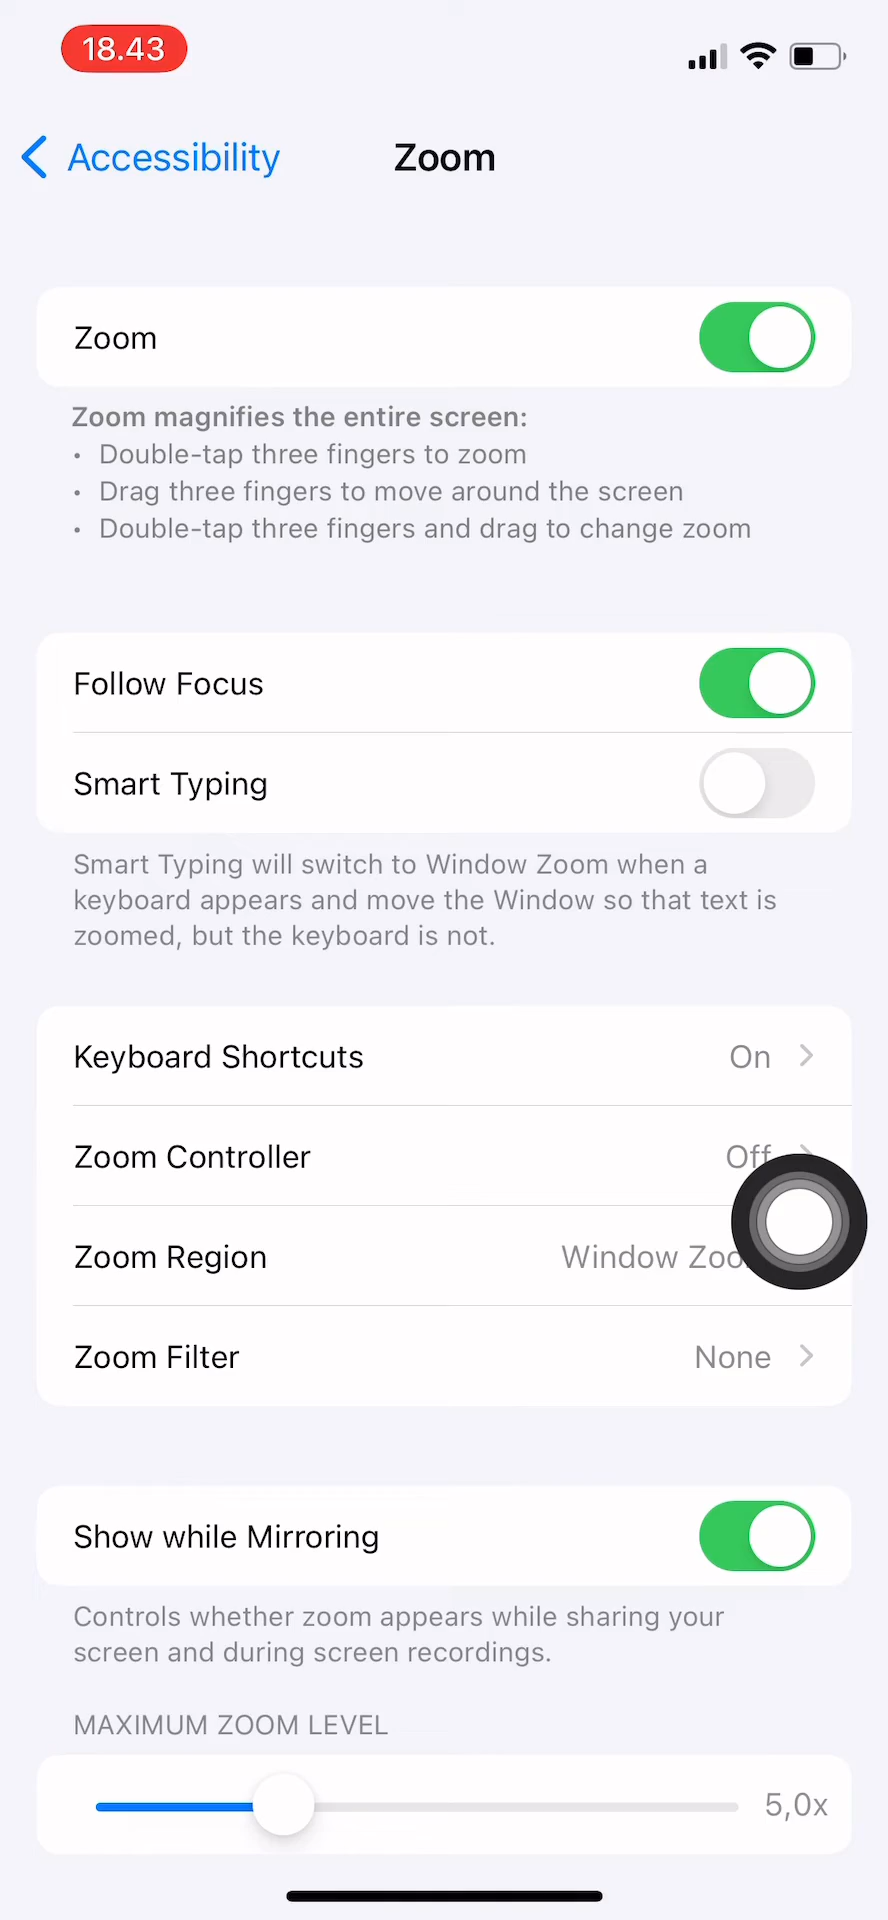 18.43
Accessibility
Zoom
Zoom
Zoom magnifies the entire screen:
• Double-tap three fingers to zoom
• Drag three fingers to move around the screen
• Double-tap three fingers and drag to change zoom
Follow Focus
Smart Typing
Smart Typing will switch to Window Zoom when a
keyboard appears and move the Window so that text is
zoomed, but the keyboard is not.
Keyboard Shortcuts On
Zoom Controller Off
Zoom Region Window
Zoom Filter None
Show while Mirroring
Controls whether zoom appears while sharing your
screen and during screen recordings.
MAXIMUM ZOOM LEVEL
5,0x